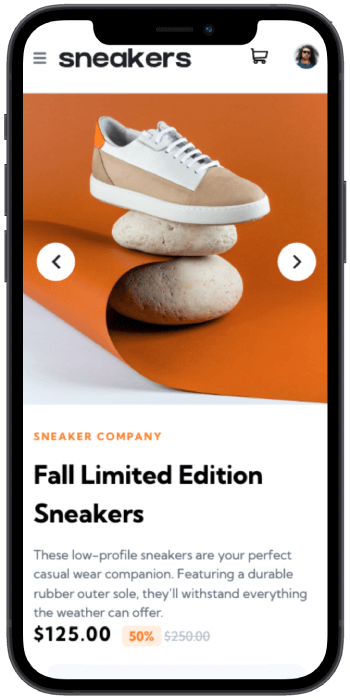 sneakers
SNEAKER COMPANY
Fall Limited Edition
Sneakers
These low-profile sneakers are your perfect
casual wear companion. Featuring a durable
rubber outer sole, they'll withstand everything
the weather can offer.
$125.00 50% $250.00